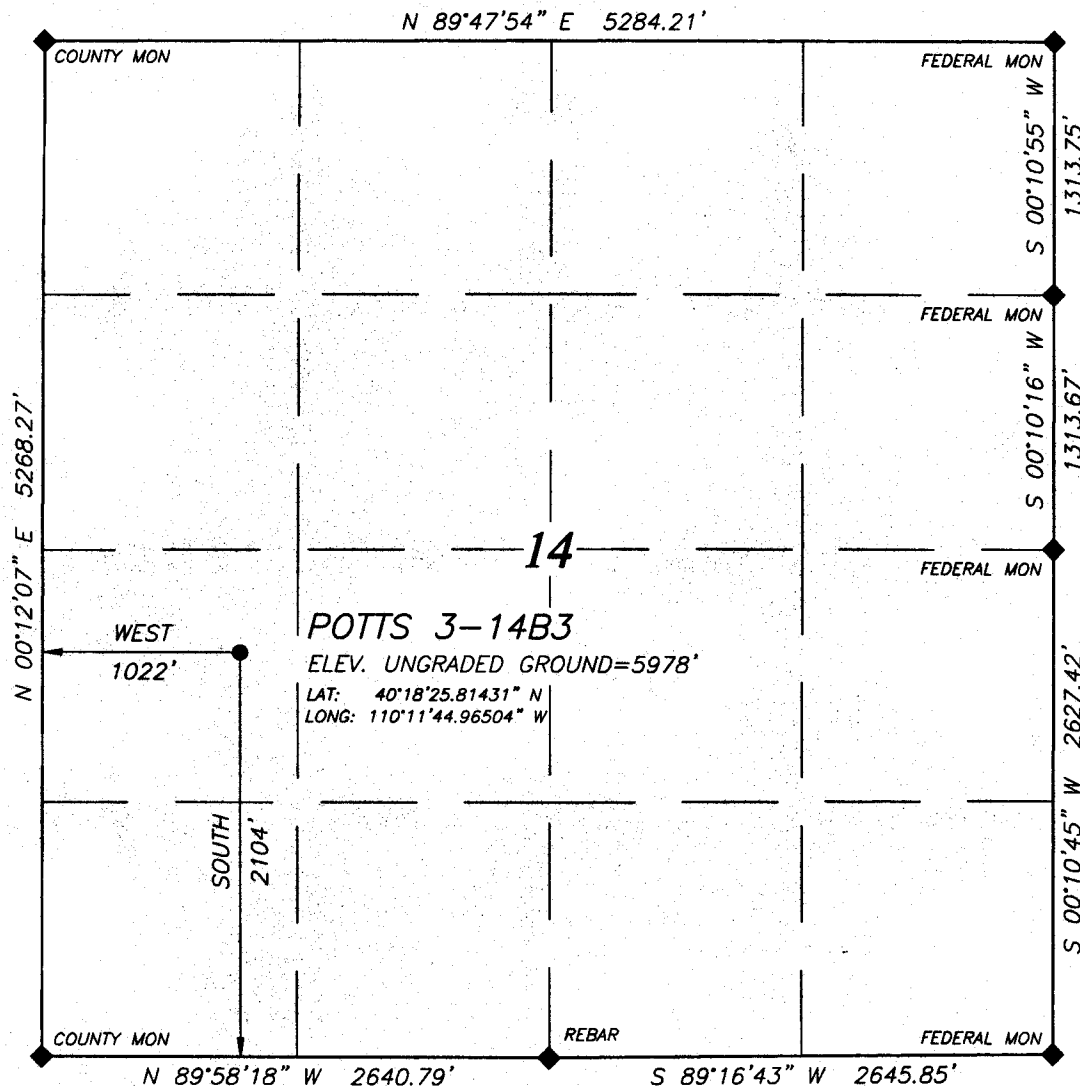 N 89°47'54" E 5284.21'
COUNTY MON
FEDERAL MON
S 00°10'55" W
1313.75'
FEDERAL MON
S 00°10'16" W
1313.67'
N 00°12'07" E 5268.27'
14
FEDERAL MON
WEST
1022'
POTTS 3-14B3
ELEV. UNGRADED GROUND=5978'
LAT: 40°18'25.81431" N
LONG: 110°11'44.96504" W
SOUTH
2104'
S 00°10'45" W 2627.42'
COUNTY MON
REBAR
FEDERAL MON
N 89°58'18" W 2640.79'
S 89°16'43" W 2645.85'